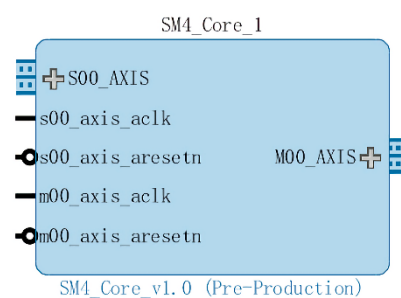 SM4_Core_1
S00_AXIS
s00_axis_aclk
s00_axis_aresetn
M00_AXIS
m00_axis_aclk
m00_axis_aresetn
SM4_Core_v1.0 (Pre-Production)